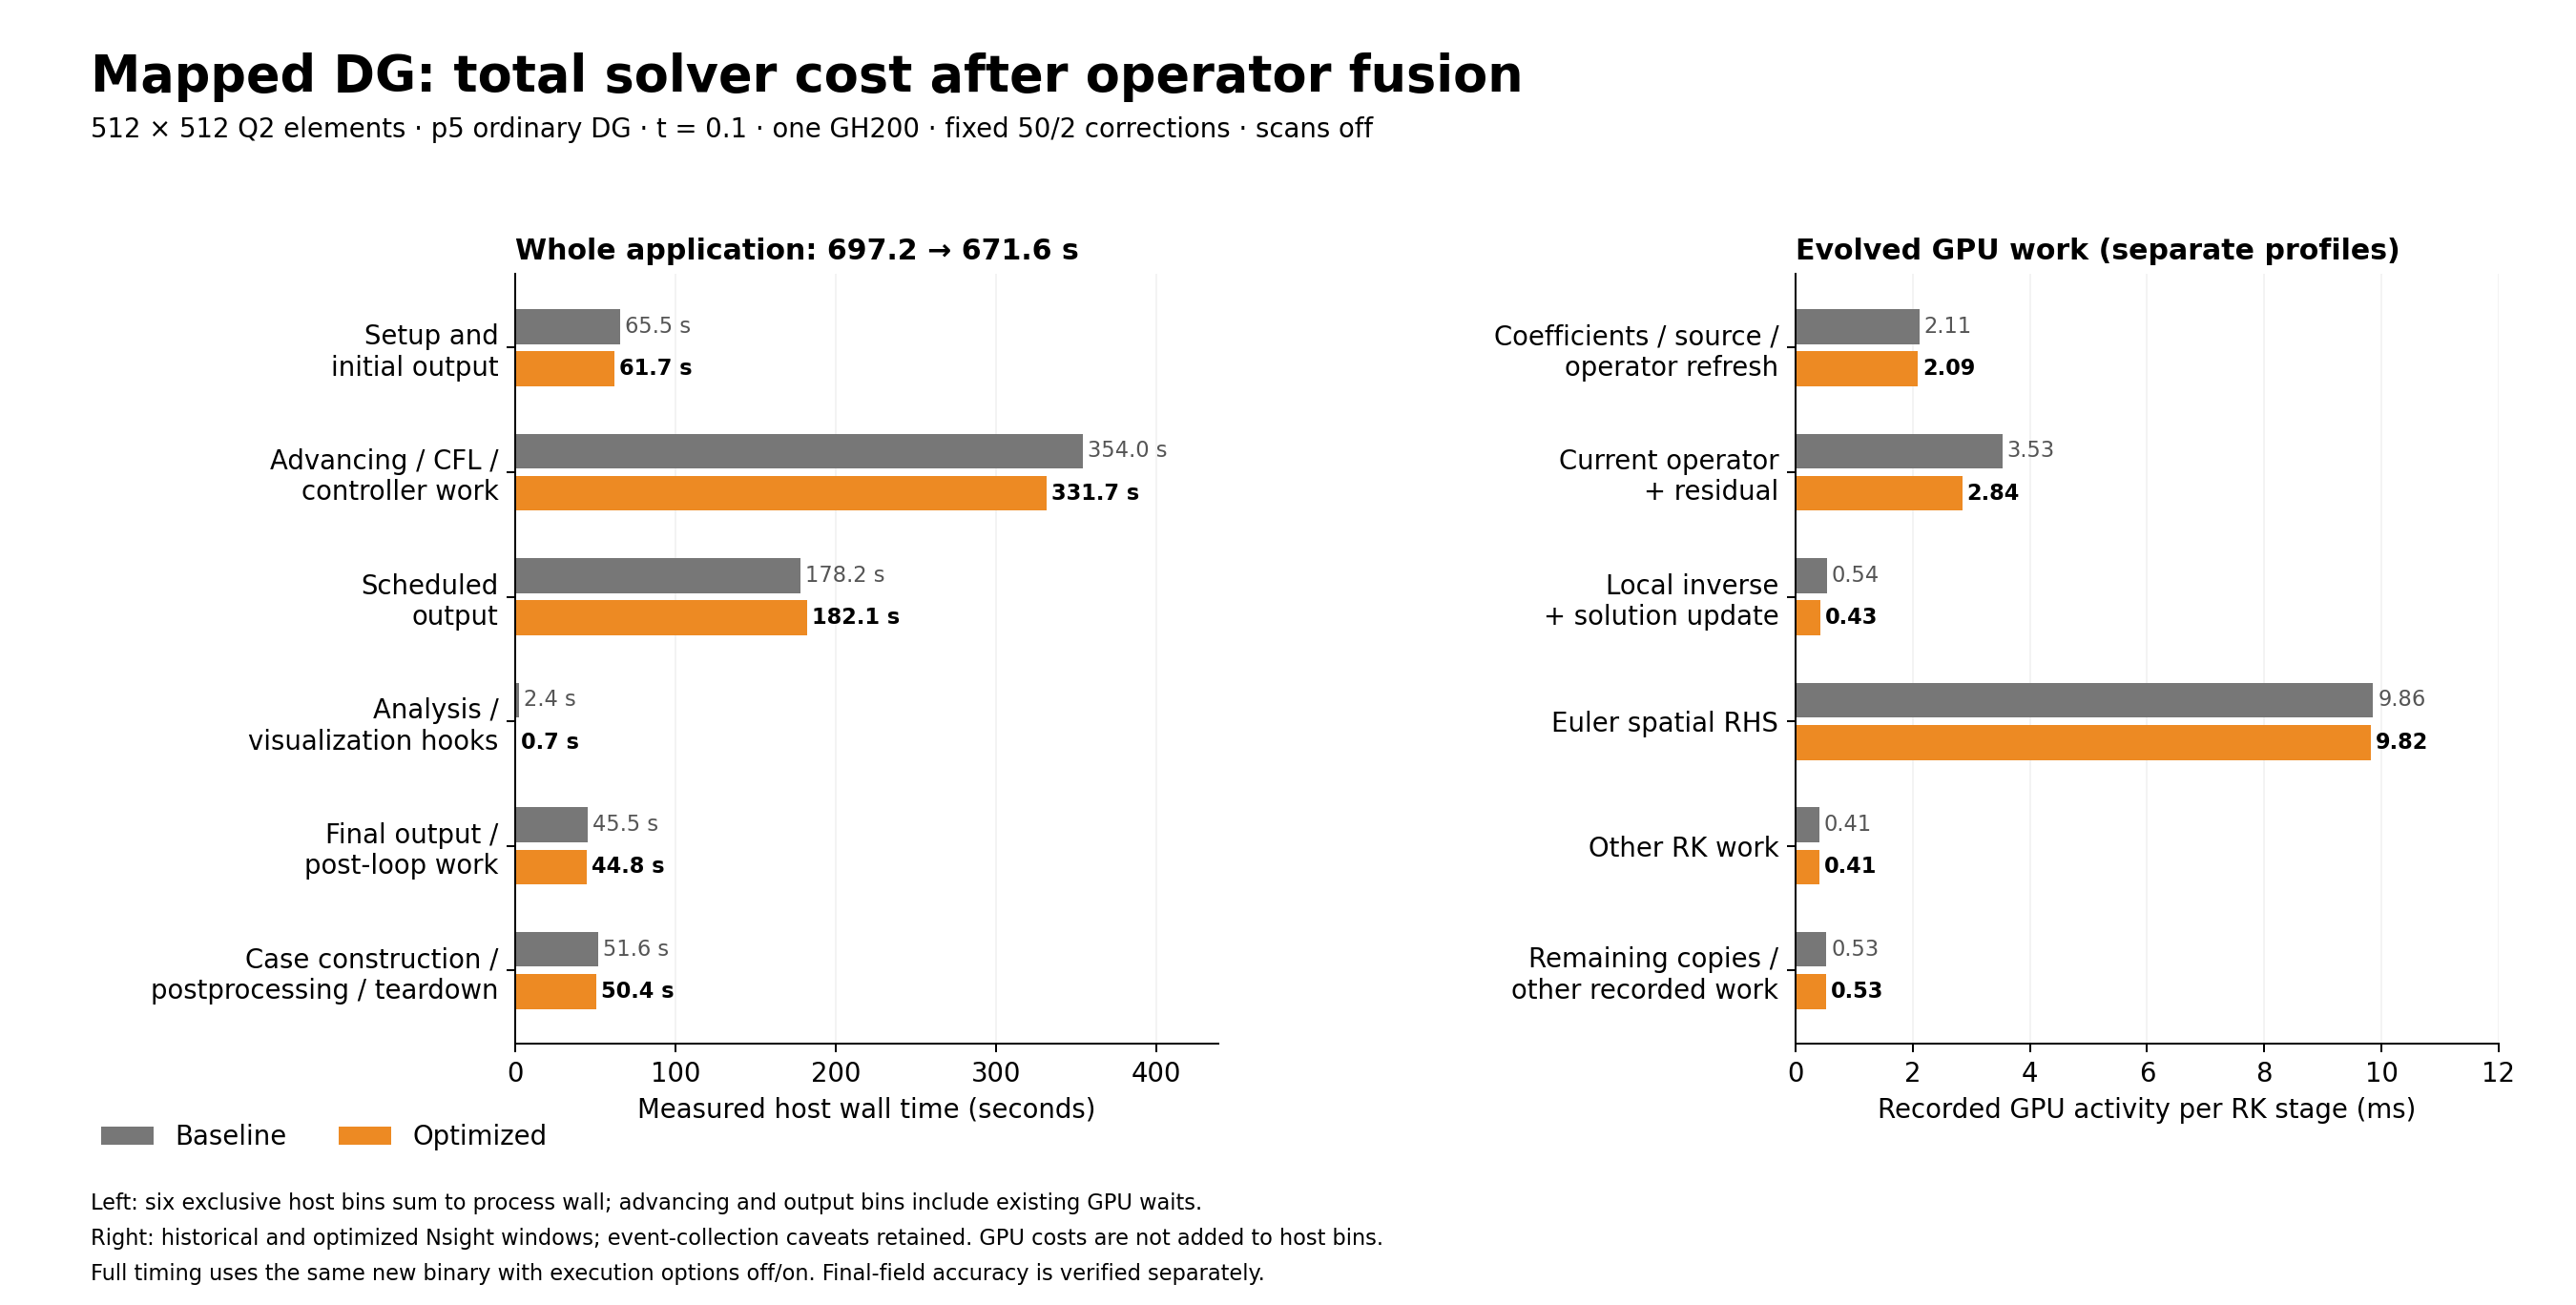 Mapped DG: total solver cost after operator fusion
512 × 512 Q2 elements · p5 ordinary DG · t = 0.1 · one GH200 · fixed 50/2 corrections · scans off
Whole application: 697.2 → 671.6 s
Setup and
initial output
65.5 s
61.7 s
Advancing / CFL /
controller work
354.0 s
331.7 s
Scheduled
output
178.2 s
182.1 s
Analysis /
visualization hooks
2.4 s
0.7 s
Final output /
post-loop work
45.5 s
44.8 s
Case construction /
postprocessing / teardown
51.6 s
50.4 s
0 100 200 300 400
Measured host wall time (seconds)
Evolved GPU work (separate profiles)
Coefficients / source /
operator refresh
2.11
2.09
Current operator
+ residual
3.53
2.84
Local inverse
+ solution update
0.54
0.43
Euler spatial RHS
9.86
9.82
Other RK work
0.41
0.41
Remaining copies /
other recorded work
0.53
0.53
0 2 4 6 8 10 12
Recorded GPU activity per RK stage (ms)
Baseline Optimized
Left: six exclusive host bins sum to process wall; advancing and output bins include existing GPU waits.
Right: historical and optimized Nsight windows; event-collection caveats retained. GPU costs are not added to host bins.
Full timing uses the same new binary with execution options off/on. Final-field accuracy is verified separately.